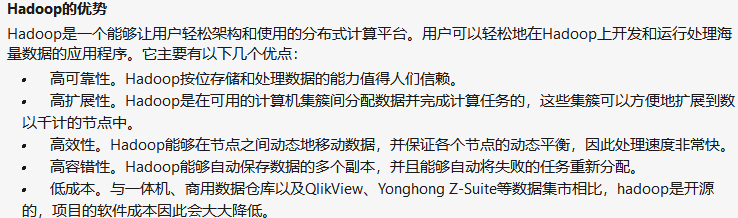 Hadoop的优势
Hadoop是一个能够让用户轻松架构和使用的分布式计算平台。用户可以轻松地在Hadoop上开发和运行处理海
量数据的应用程序。它主要有以下几个优点：
• 高可靠性。Hadoop按位存储和处理数据的能力值得人们信赖。
• 高扩展性。Hadoop是在可用的计算机集簇间分配数据并完成计算任务的，这些集簇可以方便地扩展到数
以千计的节点中。
• 高效性。Hadoop能够在节点之间动态地移动数据，并保证各个节点的动态平衡，因此处理速度非常快。
• 高容错性。Hadoop能够自动保存数据的多个副本，并且能够自动将失败的任务重新分配。
• 低成本。与一体机、商用数据仓库以及QlikView、Yonghong Z-Suite等数据集市相比，hadoop是开源
的，项目的软件成本因此会大大降低。